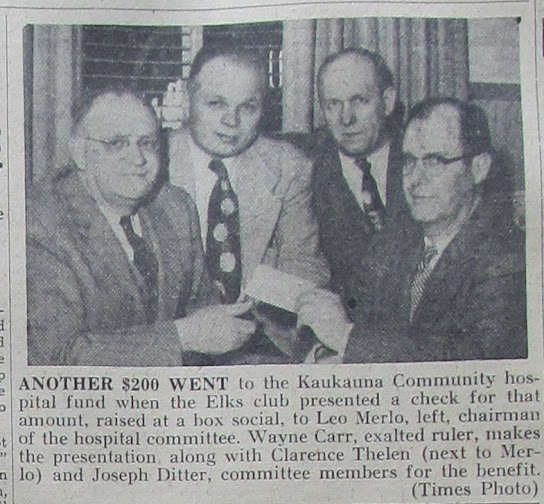 ANOTHER $200 WENT to the Kaukauna Community hos-
pital fund when the Elks club presented a check for that
amount, raised at a box social, to Leo Merlo, left, chairman
of the hospital committee. Wayne Carr, exalted ruler, makes
the presentation along with Clarence Thelen (next to Mer-
lo) and Joseph Ditter, committee members for the benefit.
(Times Photo)